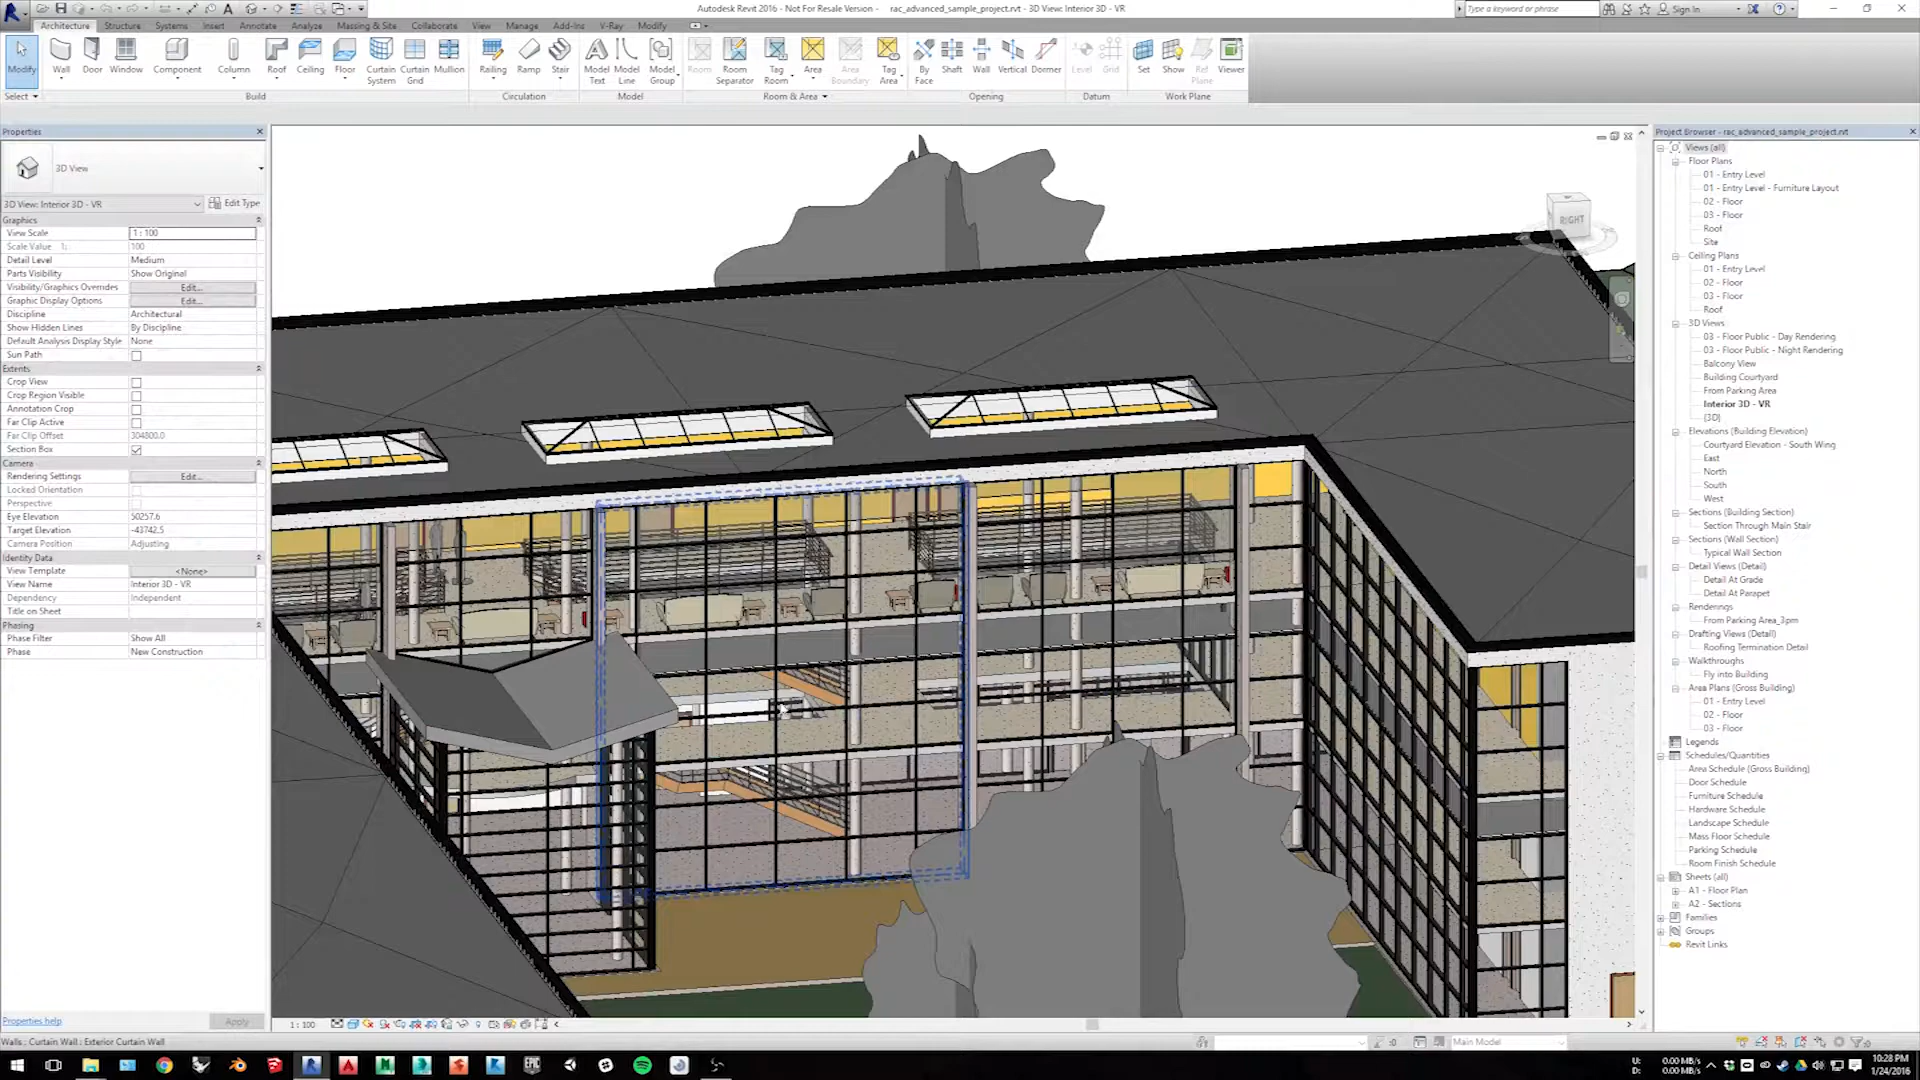 Autodesk Revit 2016 - Not For Resale Version - rac_advanced_sample_project.rvt - 3D View: Interior 3D - VR
Type a keyword or phrase
Sign In
Architecture Structure Systems Insert Annotate Analyze Massing & Site Collaborate View Manage Add-Ins V-Ray Modify
Modify Wall Door Window Component Column Roof Ceiling Floor Curtain System Curtain Grid Mullion Railing Ramp Stair Model Text Model Line Model Group Room Room Separator Tag Room Area Area Boundary Tag Area By Face Shaft Wall Vertical Dormer Level Grid Set Show Ref Plane Viewer
Select Build Circulation Model Room & Area Opening Datum Work Plane
Properties
3D View
3D View: Interior 3D - VR Edit Type
Graphics
View Scale 1 : 100
Scale Value 1: 100
Detail Level Medium
Parts Visibility Show Original
Visibility/Graphics Overrides Edit...
Graphic Display Options Edit...
Discipline Architectural
Show Hidden Lines By Discipline
Default Analysis Display Style None
Sun Path
Extents
Crop View
Crop Region Visible
Annotation Crop
Far Clip Active
Far Clip Offset 304800.0
Section Box
Camera
Rendering Settings Edit...
Locked Orientation
Perspective
Eye Elevation 50257.6
Target Elevation -43742.5
Camera Position Adjusting
Identity Data
View Template <None>
View Name Interior 3D - VR
Dependency Independent
Title on Sheet
Phasing
Phase Filter Show All
Phase New Construction
Properties help Apply
RIGHT
Project Browser - rac_advanced_sample_project.rvt
Views (all)
Floor Plans
01 - Entry Level
01 - Entry Level - Furniture Layout
02 - Floor
03 - Floor
Roof
Site
Ceiling Plans
01 - Entry Level
02 - Floor
03 - Floor
Roof
3D Views
03 - Floor Public - Day Rendering
03 - Floor Public - Night Rendering
Balcony View
Building Courtyard
From Parking Area
Interior 3D - VR
{3D}
Elevations (Building Elevation)
Courtyard Elevation - South Wing
East
North
South
West
Sections (Building Section)
Section Through Main Stair
Sections (Wall Section)
Typical Wall Section
Detail Views (Detail)
Detail At Grade
Detail At Parapet
Renderings
From Parking Area_3pm
Drafting Views (Detail)
Roofing Termination Detail
Walkthroughs
Fly into Building
Area Plans (Gross Building)
01 - Entry Level
02 - Floor
03 - Floor
Legends
Schedules/Quantities
Area Schedule (Gross Building)
Door Schedule
Furniture Schedule
Hardware Schedule
Landscape Schedule
Mass Floor Schedule
Parking Schedule
Room Finish Schedule
Sheets (all)
A1 - Floor Plan
A2 - Sections
Families
Groups
Revit Links
1 : 100
Walls : Curtain Wall : Exterior Curtain Wall
:0
Main Model
:0
EPIC
U: 0.00 MB/s
D: 0.00 MB/s
10:28 PM
1/24/2016